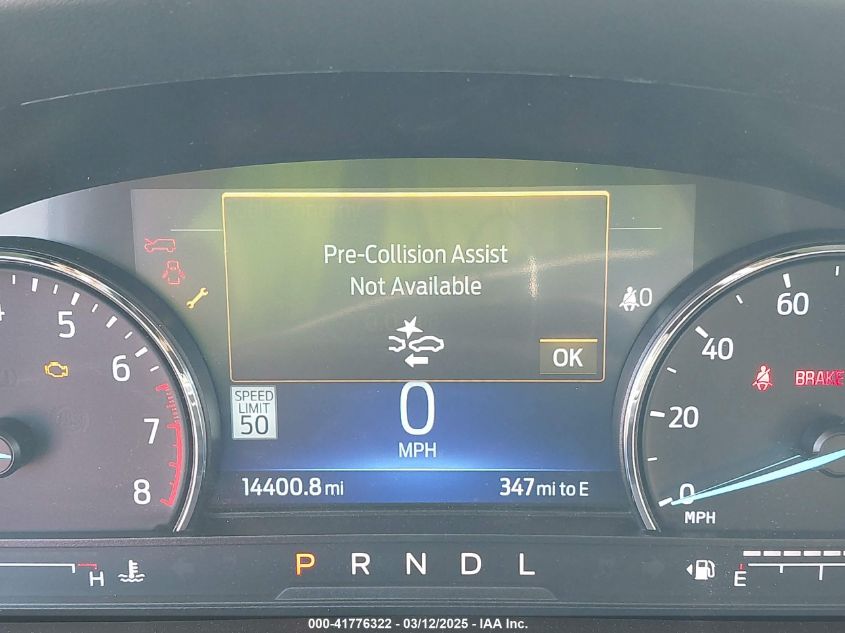 Pre-Collision Assist
Not Available
OK
SPEED
LIMIT
50
0
MPH
14400.8 mi
347 mi to E
5
6
7
8
0
60
40
20
0
MPH
BRAKE
H
P R N D L
E
000-41776322 - 03/12/2025 - IAA Inc.